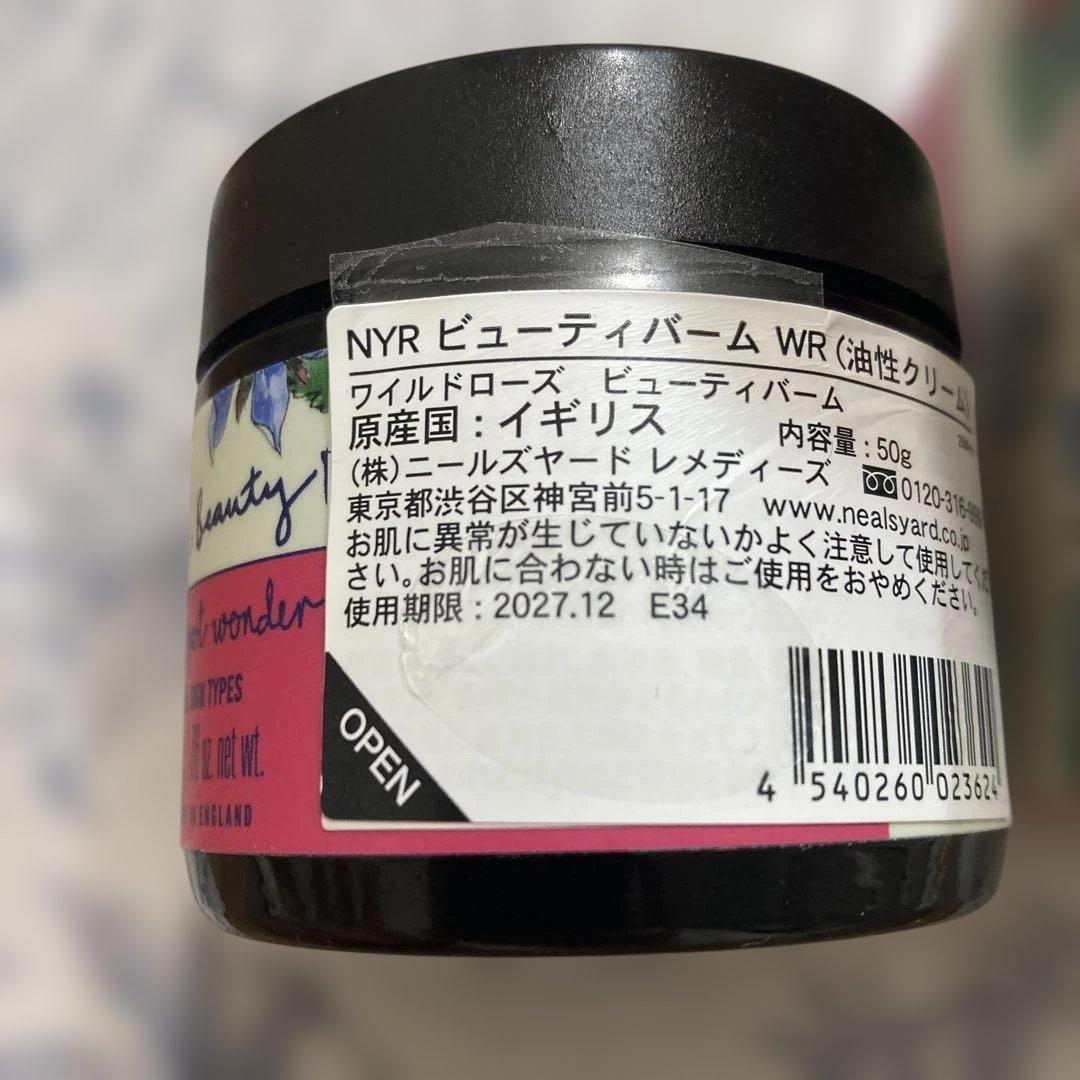 NYR ビューティバーム WR (油性クリーム)
ワイルドローズ ビューティバーム
原産国 : イギリス 内容量 : 50g
(株)ニールズヤード レメディーズ
東京都渋谷区神宮前5-1-17 www.nealsyard.co.jp
お肌に異常が生じていないかよく注意して使用してくだ
さい。お肌に合わない時はご使用をおやめください。
使用期限 : 2027.12 E34
OPEN
4 540260 023624
Beauty
wonder
SKIN TYPES
oz. net wt.
ENGLAND